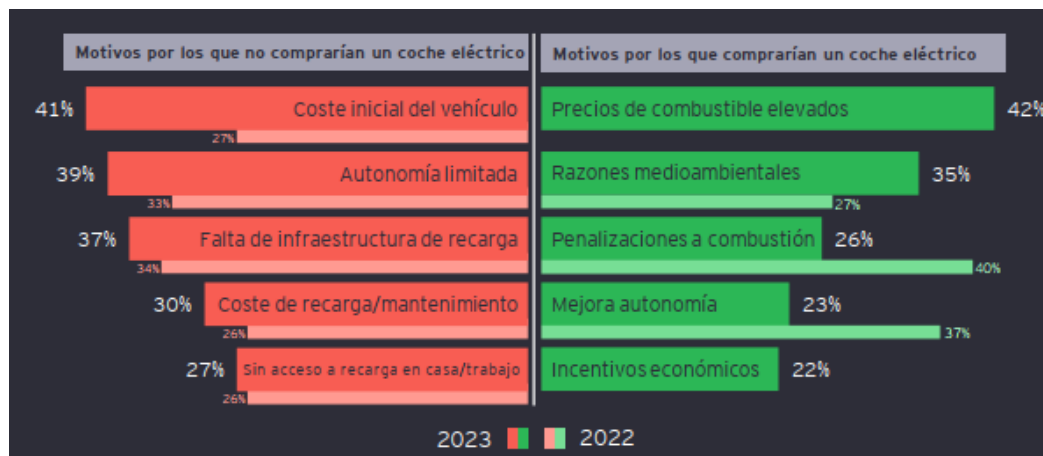 Motivos por los que no comprarían un coche eléctrico
41% Coste inicial del vehículo
27%
39% Autonomía limitada
33%
37% Falta de infraestructura de recarga
34%
30% Coste de recarga/mantenimiento
26%
27% Sin acceso a recarga en casa/trabajo
26%
Motivos por los que comprarían un coche eléctrico
Precios de combustible elevados 42%
Razones medioambientales 35%
27%
Penalizaciones a combustión 26%
40%
Mejora autonomía 23%
37%
Incentivos económicos 22%
2023 2022